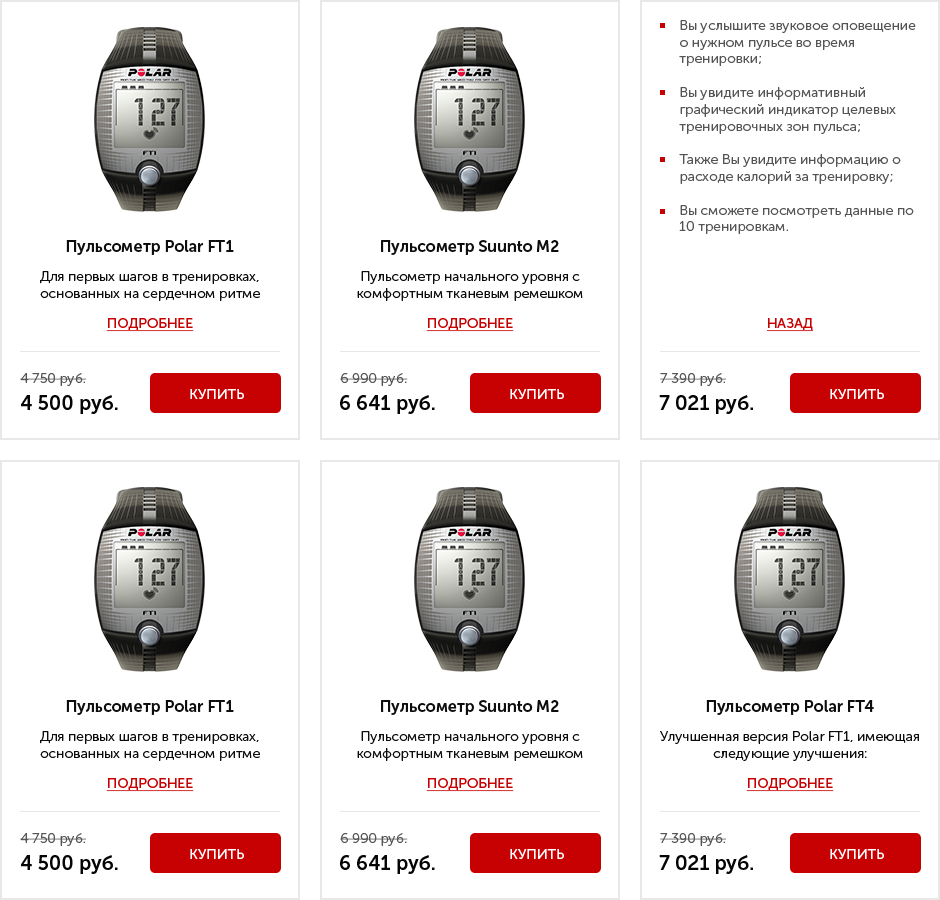 POLAR
127
FT1
Пульсометр Polar FT1
Для первых шагов в тренировках,
основанных на сердечном ритме
ПОДРОБНЕЕ
4 750 руб.
4 500 руб.
КУПИТЬ
POLAR
127
FT1
Пульсометр Suunto M2
Пульсометр начального уровня с
комфортным тканевым ремешком
ПОДРОБНЕЕ
6 990 руб.
6 641 руб.
КУПИТЬ
Вы услышите звуковое оповещение
о нужном пульсе во время
тренировки;
Вы увидите информативный
графический индикатор целевых
тренировочных зон пульса;
Также Вы увидите информацию о
расходе калорий за тренировку;
Вы сможете посмотреть данные по
10 тренировкам.
НАЗАД
7 390 руб.
7 021 руб.
КУПИТЬ
POLAR
127
FT1
Пульсометр Polar FT1
Для первых шагов в тренировках,
основанных на сердечном ритме
ПОДРОБНЕЕ
4 750 руб.
4 500 руб.
КУПИТЬ
POLAR
127
FT1
Пульсометр Suunto M2
Пульсометр начального уровня с
комфортным тканевым ремешком
ПОДРОБНЕЕ
6 990 руб.
6 641 руб.
КУПИТЬ
POLAR
127
FT1
Пульсометр Polar FT4
Улучшенная версия Polar FT1, имеющая
следующие улучшения:
ПОДРОБНЕЕ
7 390 руб.
7 021 руб.
КУПИТЬ